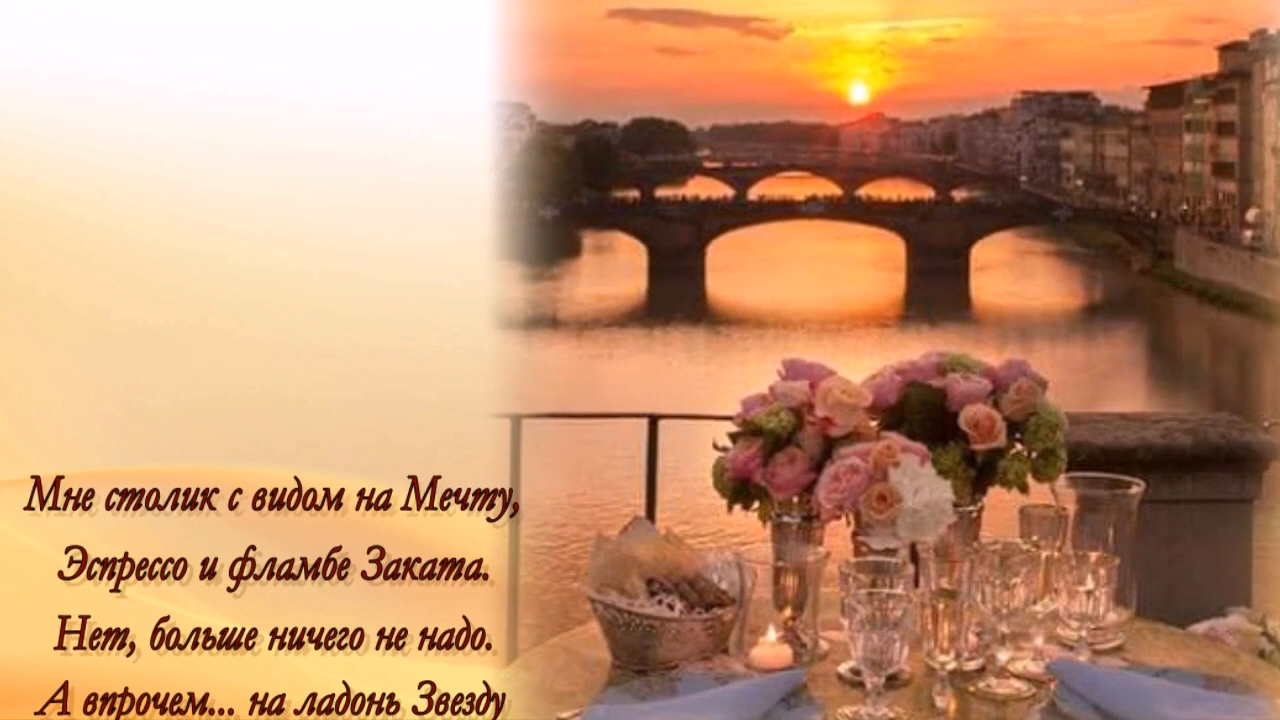 Мне столик с видом на Мечту,
Эспрессо и фламбе Заката.
Нет, больше ничего не надо.
А впрочем... на ладонь Звезду